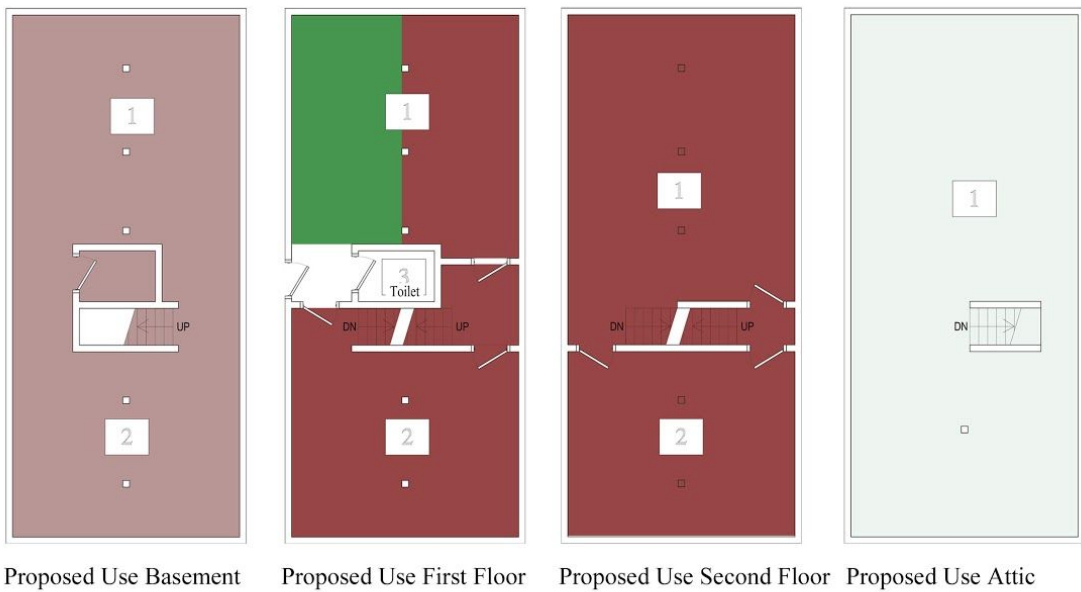 1
UP
2
Proposed Use Basement
1
3
Toilet
DN
UP
2
Proposed Use First Floor
1
DN
UP
2
Proposed Use Second Floor
1
DN
Proposed Use Attic